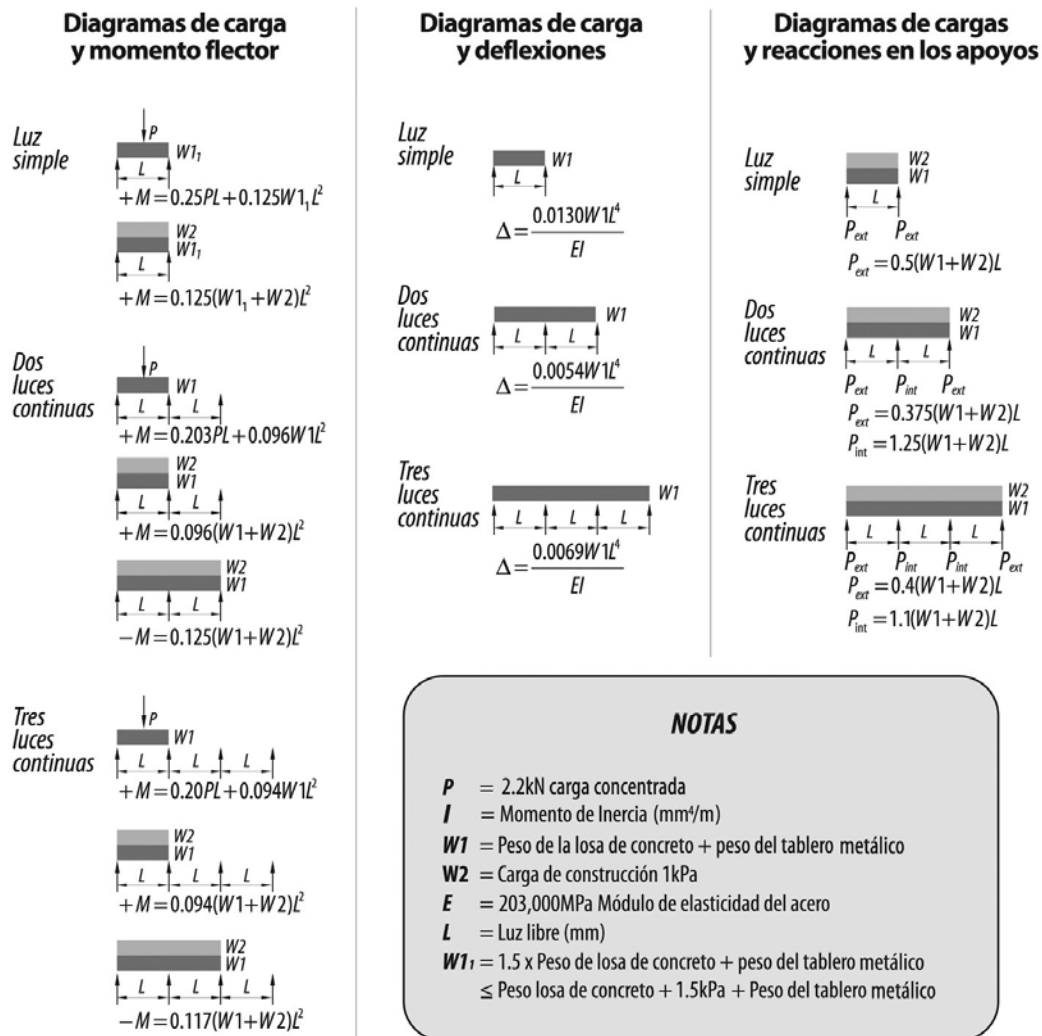 Diagramas de carga
y momento flector
Luz
simple
P
W1₁
L
+M=0.25PL+0.125W1₁L²
W2
W1₁
L
+M=0.125(W1₁+W2)L²
Dos
luces
continuas
P
W1
L L
+M=0.203PL+0.096W1L²
W2
W1
L L
+M=0.096(W1+W2)L²
W2
W1
L L
−M=0.125(W1+W2)L²
Tres
luces
continuas
P
W1
L L L
+M=0.20PL+0.094W1L²
W2
W1
L L L
+M=0.094(W1+W2)L²
W2
W1
L L L
−M=0.117(W1+W2)L²
Diagramas de carga
y deflexiones
Luz
simple
W1
L
Δ=0.0130W1L⁴/EI
Dos
luces
continuas
W1
L L
Δ=0.0054W1L⁴/EI
Tres
luces
continuas
W1
L L L
Δ=0.0069W1L⁴/EI
Diagramas de cargas
y reacciones en los apoyos
Luz
simple
W2
W1
L
Pext Pext
Pext=0.5(W1+W2)L
Dos
luces
continuas
W2
W1
L L
Pext Pint Pext
Pext=0.375(W1+W2)L
Pint=1.25(W1+W2)L
Tres
luces
continuas
W2
W1
L L L
Pext Pint Pint Pext
Pext=0.4(W1+W2)L
Pint=1.1(W1+W2)L
NOTAS
P = 2.2kN carga concentrada
I = Momento de Inercia (mm⁴/m)
W1 = Peso de la losa de concreto + peso del tablero metálico
W2 = Carga de construcción 1kPa
E = 203,000MPa Módulo de elasticidad del acero
L = Luz libre (mm)
W1₁ = 1.5 x Peso de losa de concreto + peso del tablero metálico
≤ Peso losa de concreto + 1.5kPa + Peso del tablero metálico